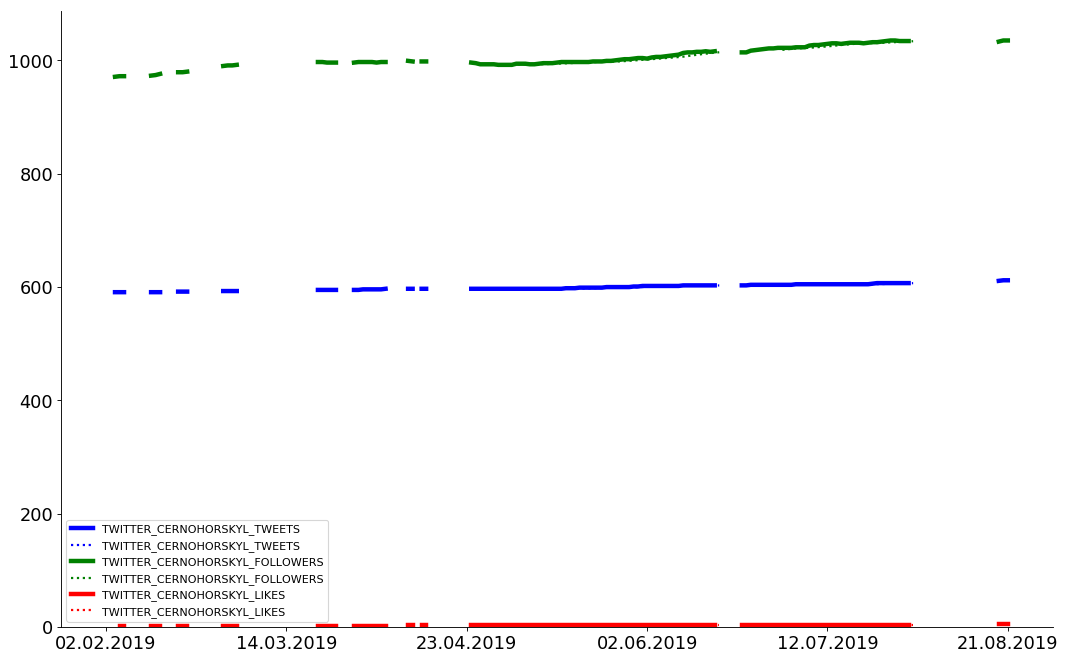 1000
800
600
400
200
0
TWITTER_CERNOHORSKYL_TWEETS
TWITTER_CERNOHORSKYL_TWEETS
TWITTER_CERNOHORSKYL_FOLLOWERS
TWITTER_CERNOHORSKYL_FOLLOWERS
TWITTER_CERNOHORSKYL_LIKES
TWITTER_CERNOHORSKYL_LIKES
02.02.2019 14.03.2019 23.04.2019 02.06.2019 12.07.2019 21.08.2019